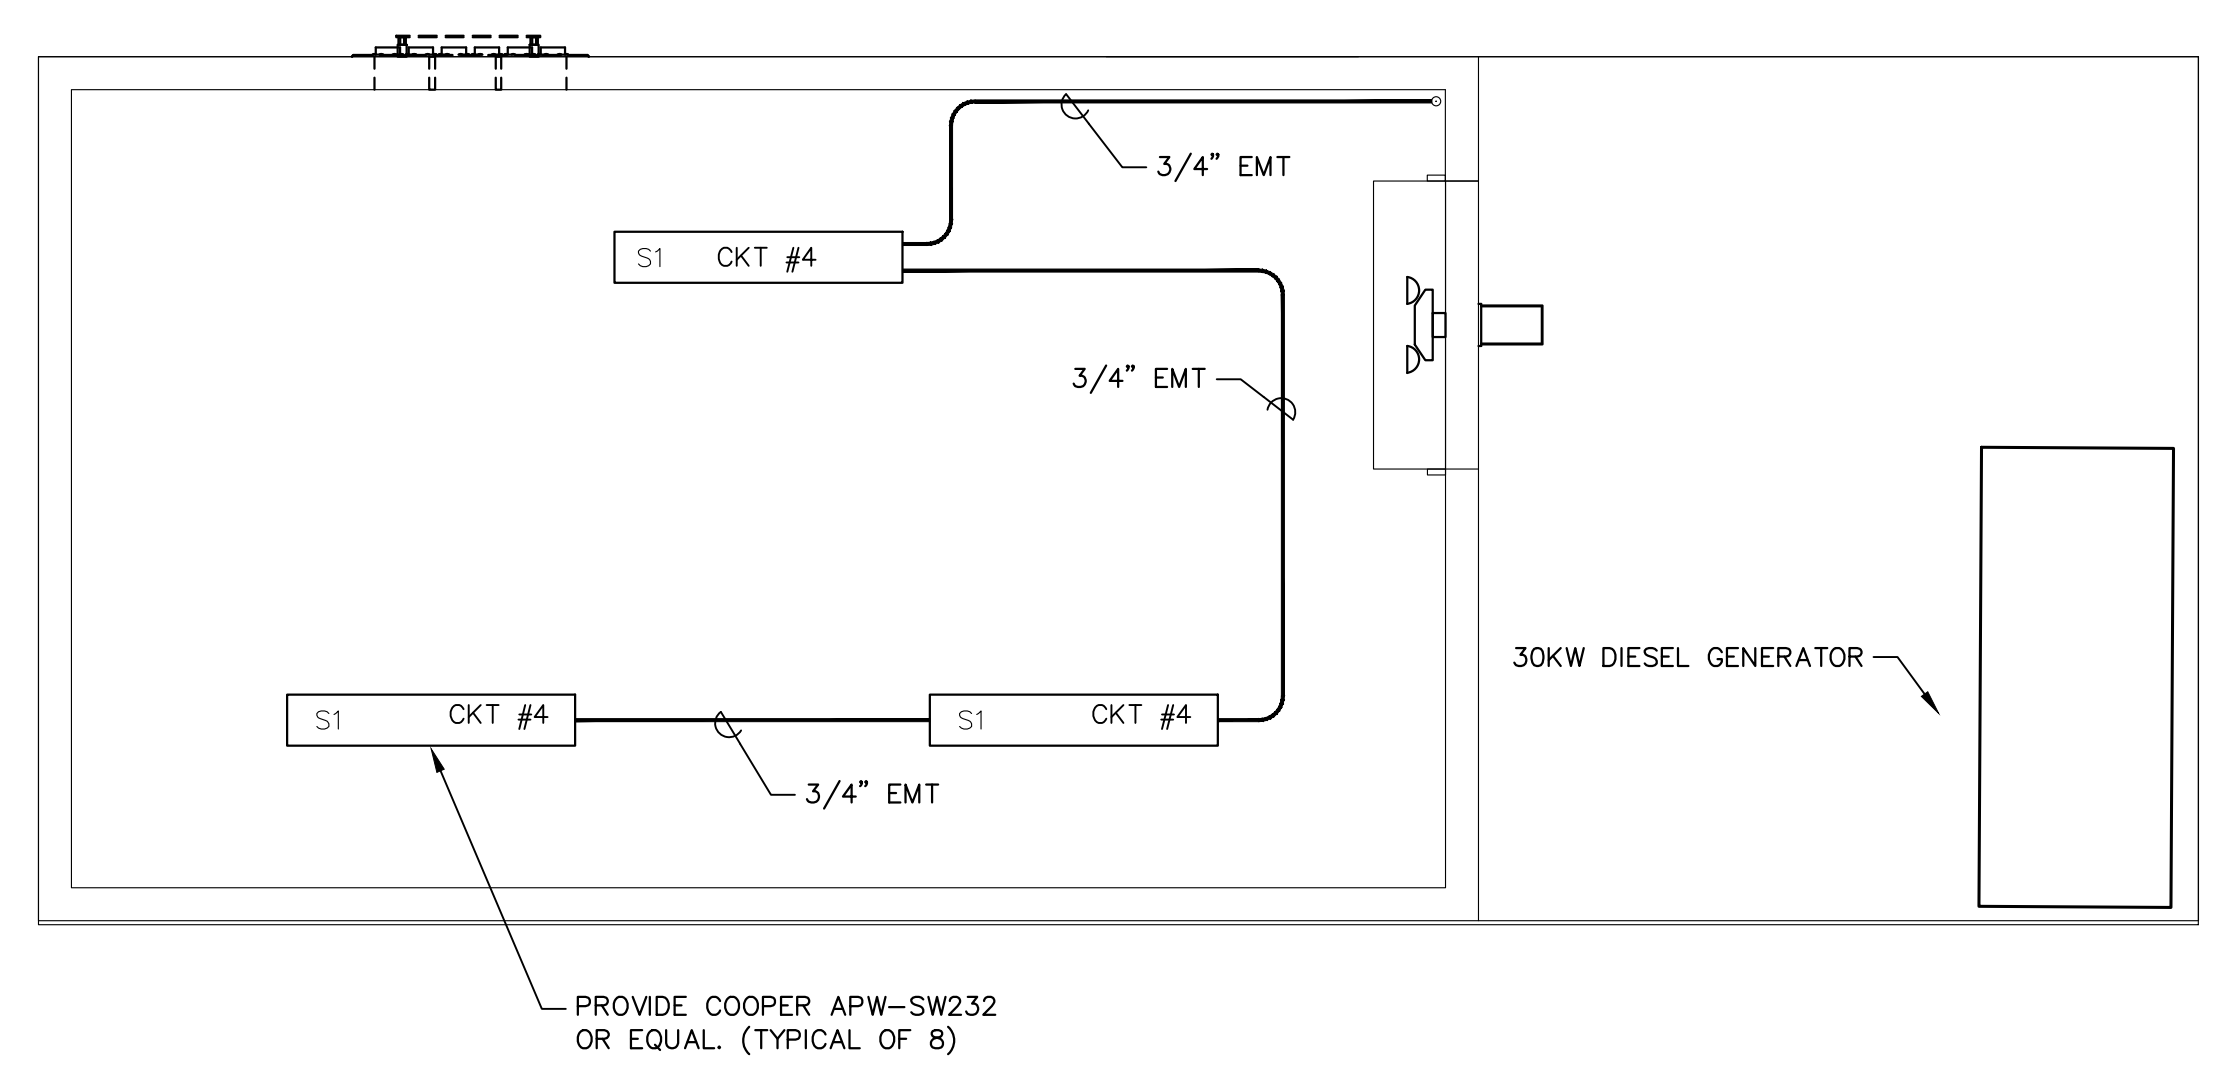 3/4" EMT
S1 CKT #4
3/4" EMT
30KW DIESEL GENERATOR
S1 CKT #4
S1 CKT #4
3/4" EMT
PROVIDE COOPER APW-SW232
OR EQUAL. (TYPICAL OF 8)